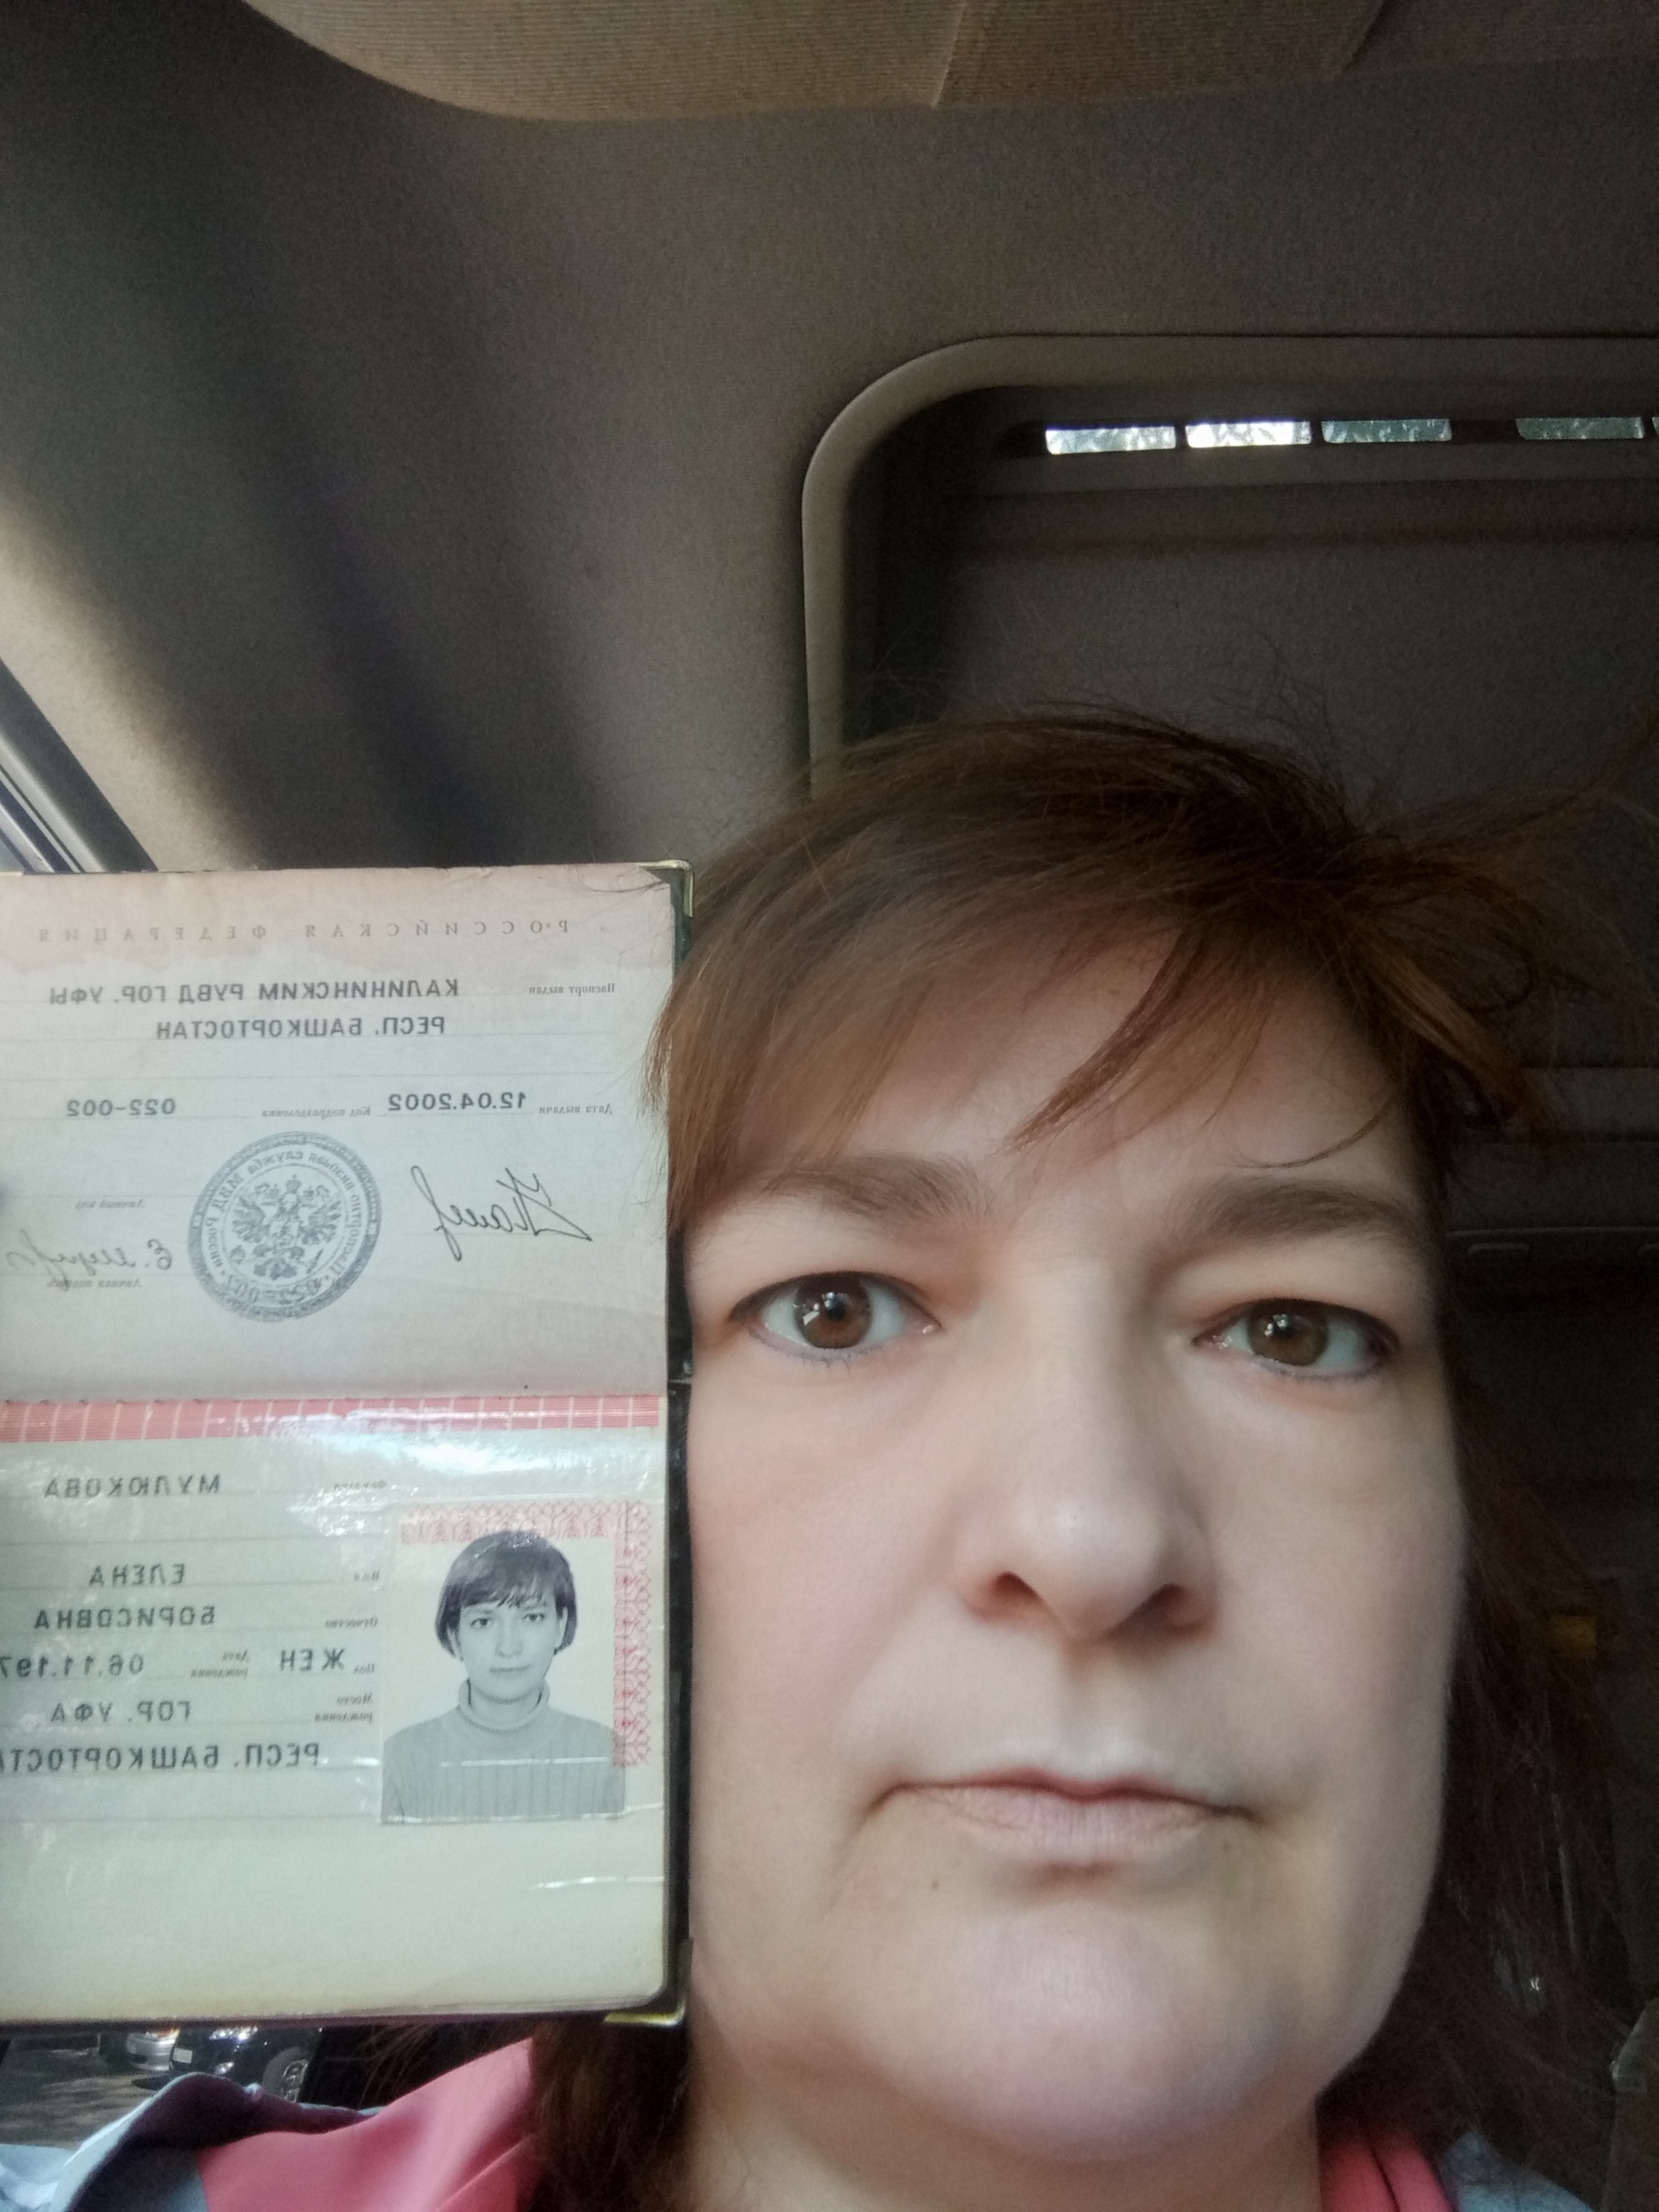 РОССИЙСКАЯ ФЕДЕРАЦИЯ
Паспорт выдан КАЛИНИНСКИМ РУВД ГОР. УФЫ
РЕСП. БАШКОРТОСТАН
Дата выдачи 12.04.2002 Код подразделения 022-002
Личный код
Личная подпись
Фамилия МУЛЮКОВА
Имя ЕЛЕНА
Отчество БОРИСОВНА
Пол ЖЕН Дата рождения 06.11.197
Место рождения ГОР. УФА
РЕСП. БАШКОРТОСТА